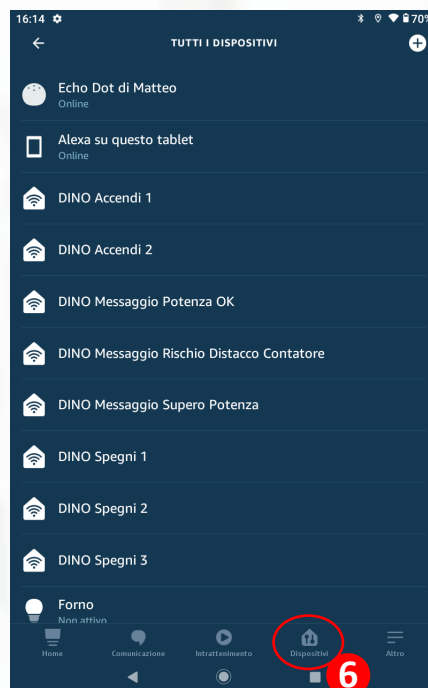 16:14
70%
TUTTI I DISPOSITIVI
Echo Dot di Matteo
Online
Alexa su questo tablet
Online
DINO Accendi 1
DINO Accendi 2
DINO Messaggio Potenza OK
DINO Messaggio Rischio Distacco Contatore
DINO Messaggio Supero Potenza
DINO Spegni 1
DINO Spegni 2
DINO Spegni 3
Forno
Non attivo
Home Comunicazione Intrattenimento Dispositivi Altro
6